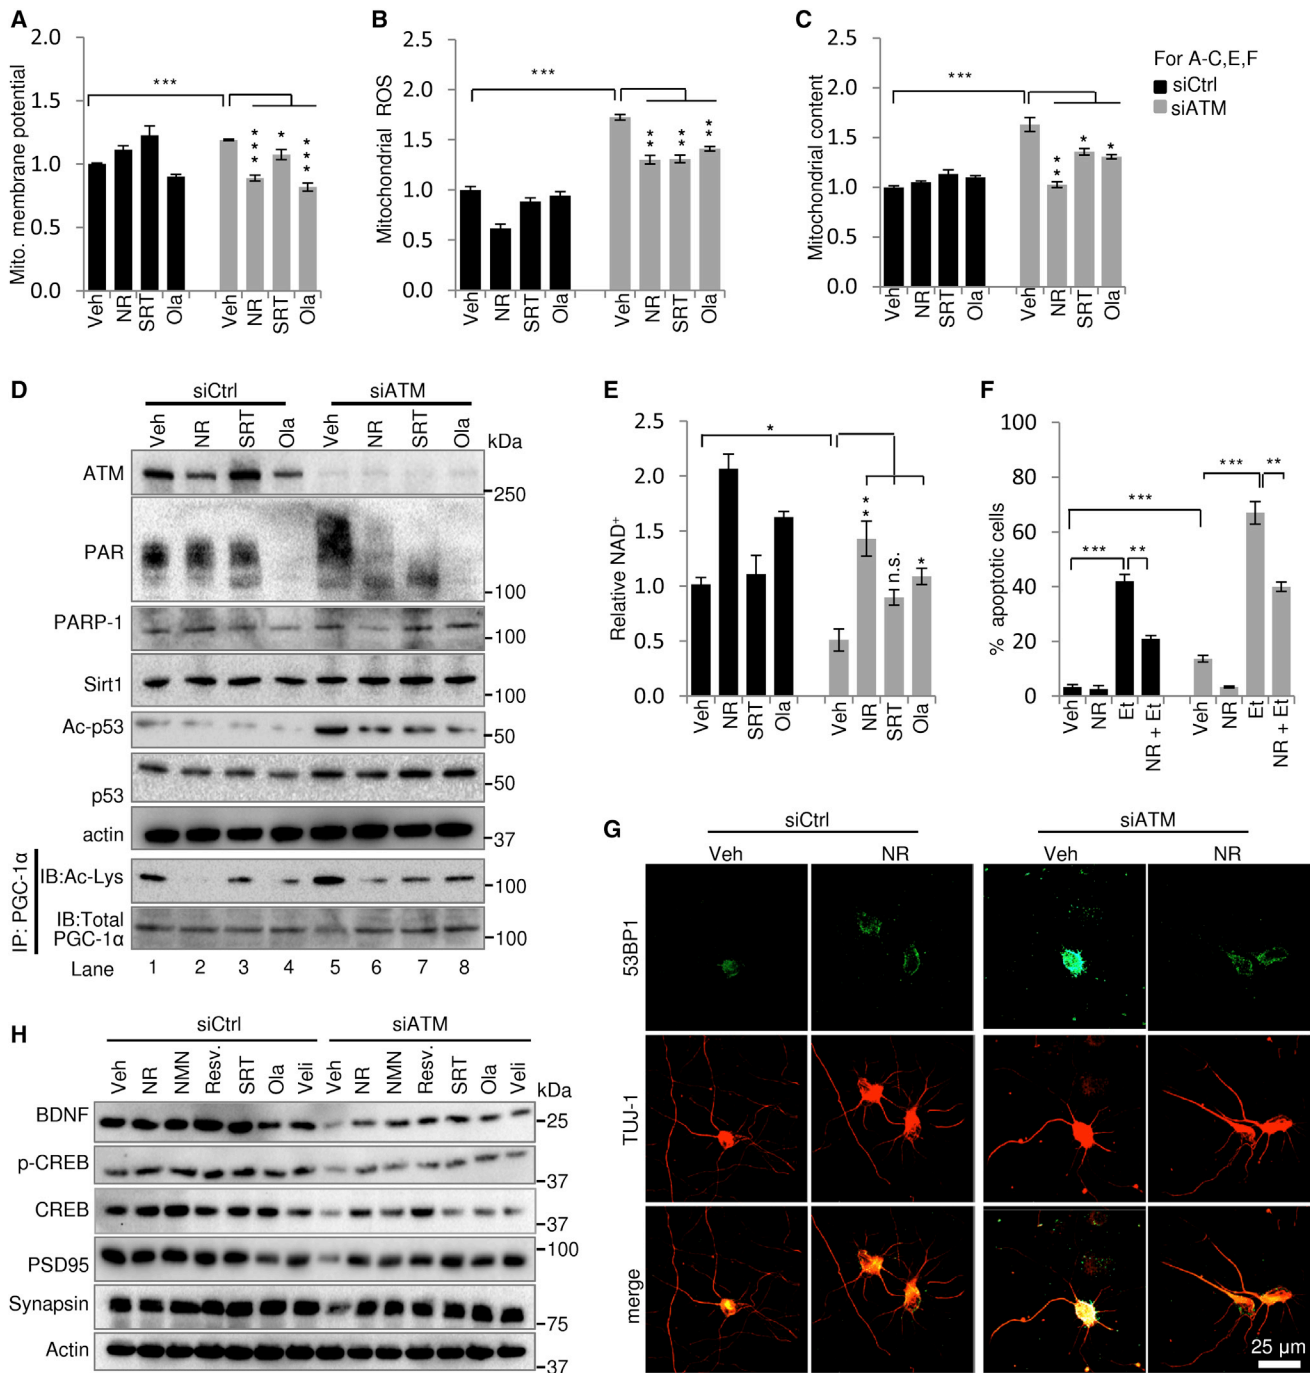 A
Mito. membrane potential
2.0
1.5
1.0
0.5
0.0
***
***
*
***
Veh
NR
SRT
Ola
Veh
NR
SRT
Ola
B
Mitochondrial ROS
2.5
2.0
1.5
1.0
0.5
0.0
***
**
**
**
Veh
NR
SRT
Ola
Veh
NR
SRT
Ola
C
Mitochondrial content
2.5
2.0
1.5
1.0
0.5
0.0
***
**
*
*
Veh
NR
SRT
Ola
Veh
NR
SRT
Ola
For A-C,E,F
siCtrl
siATM
D
siCtrl siATM
Veh NR SRT Ola Veh NR SRT Ola kDa
ATM
250
PAR
100
PARP-1
100
Sirt1
100
Ac-p53
50
p53
50
actin
37
IP: PGC-1α
IB:Ac-Lys
100
IB:Total
PGC-1α
100
Lane 1 2 3 4 5 6 7 8
E
Relative NAD+
2.5
2.0
1.5
1.0
0.5
0.0
*
**
n.s.
*
Veh
NR
SRT
Ola
Veh
NR
SRT
Ola
F
% apoptotic cells
100
80
60
40
20
0
***
**
***
***
**
Veh
NR
Et
NR + Et
Veh
NR
Et
NR + Et
G
siCtrl siATM
Veh NR Veh NR
53BP1
TUJ-1
merge
25 µm
H
siCtrl siATM
Veh NR NMN Resv. SRT Ola Veli Veh NR NMN Resv. SRT Ola Veli kDa
BDNF
25
p-CREB
37
CREB
37
PSD95
100
Synapsin
75
Actin
37